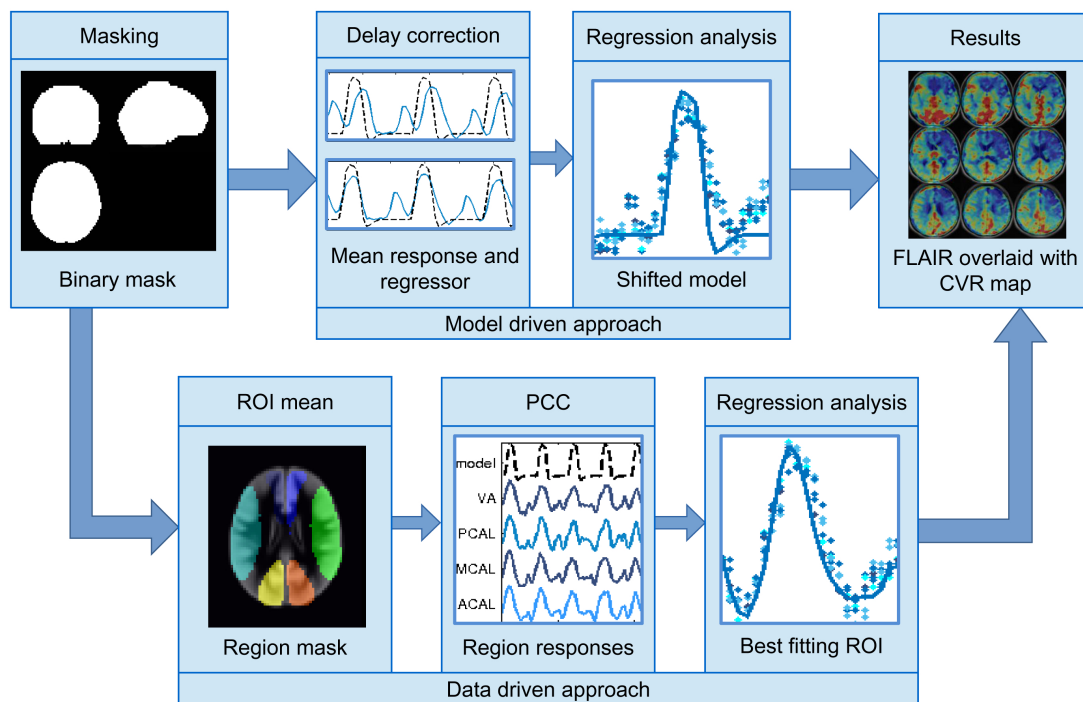 Masking
Binary mask
Delay correction
Mean response and
regressor
Regression analysis
Shifted model
Model driven approach
Results
FLAIR overlaid with
CVR map
ROI mean
Region mask
PCC
model
VA
PCAL
MCAL
ACAL
Region responses
Regression analysis
Best fitting ROI
Data driven approach